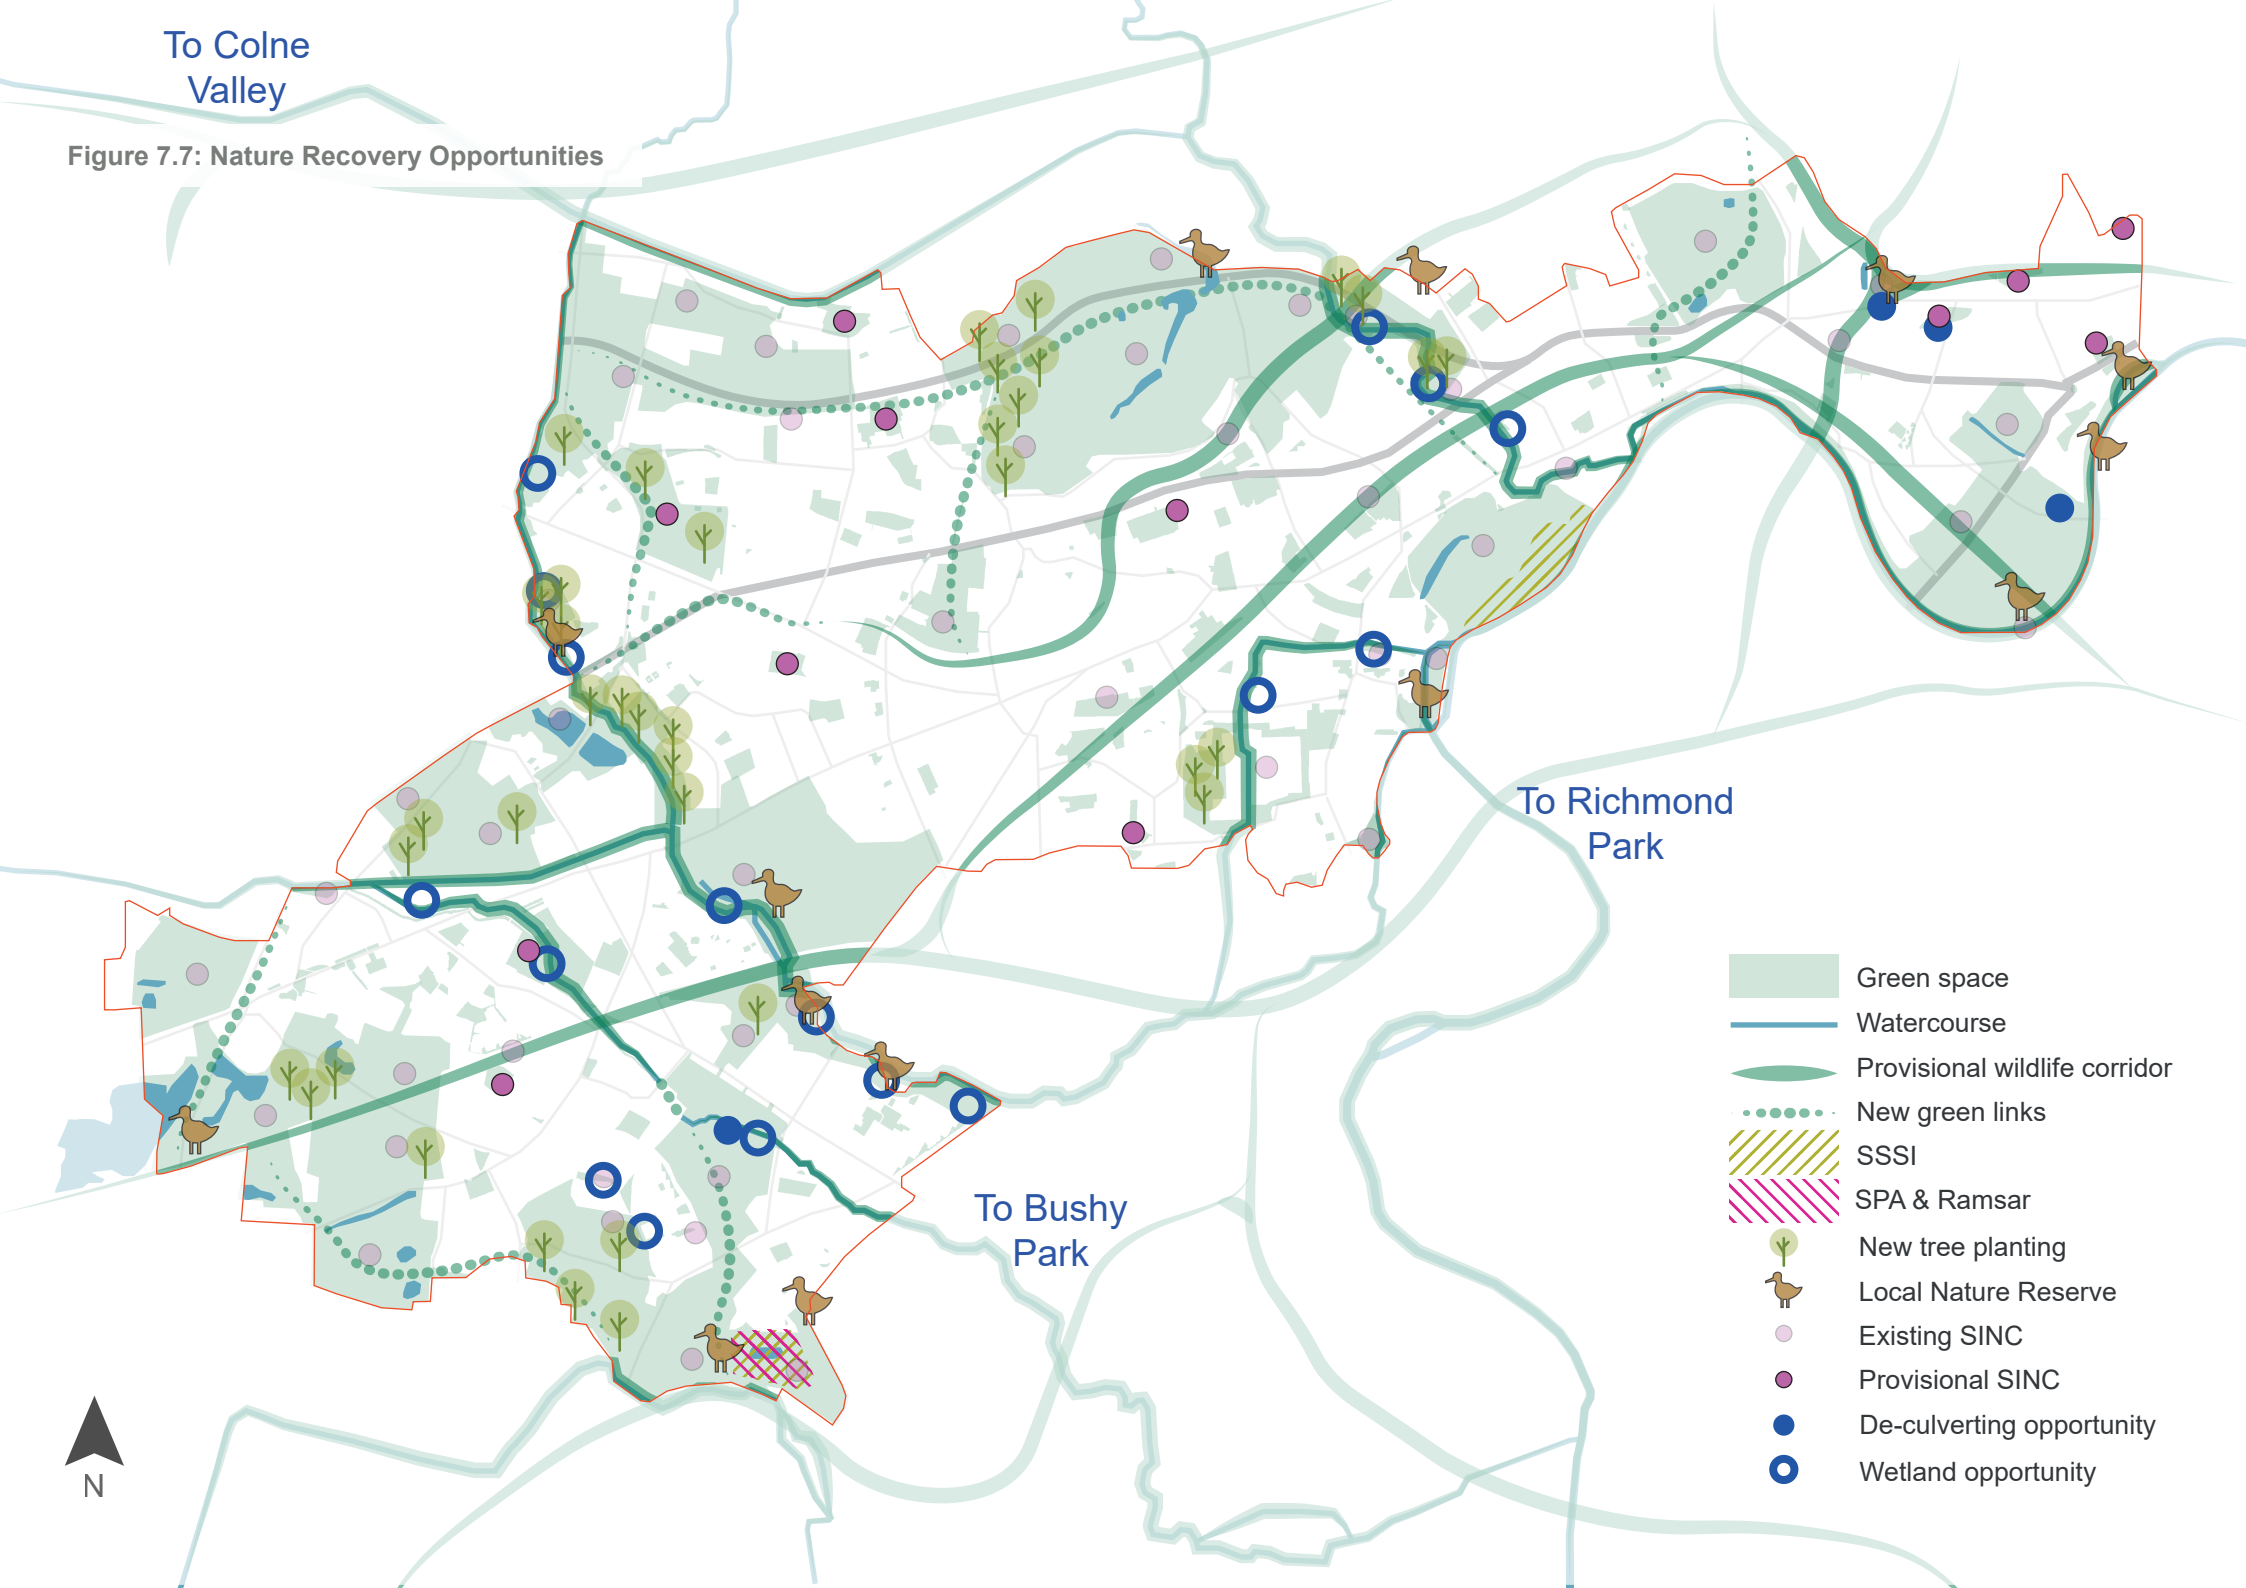 To Colne
Valley
Figure 7.7: Nature Recovery Opportunities
To Richmond
Park
To Bushy
Park
Green space
Watercourse
Provisional wildlife corridor
New green links
SSSI
SPA & Ramsar
New tree planting
Local Nature Reserve
Existing SINC
Provisional SINC
De-culverting opportunity
Wetland opportunity
N